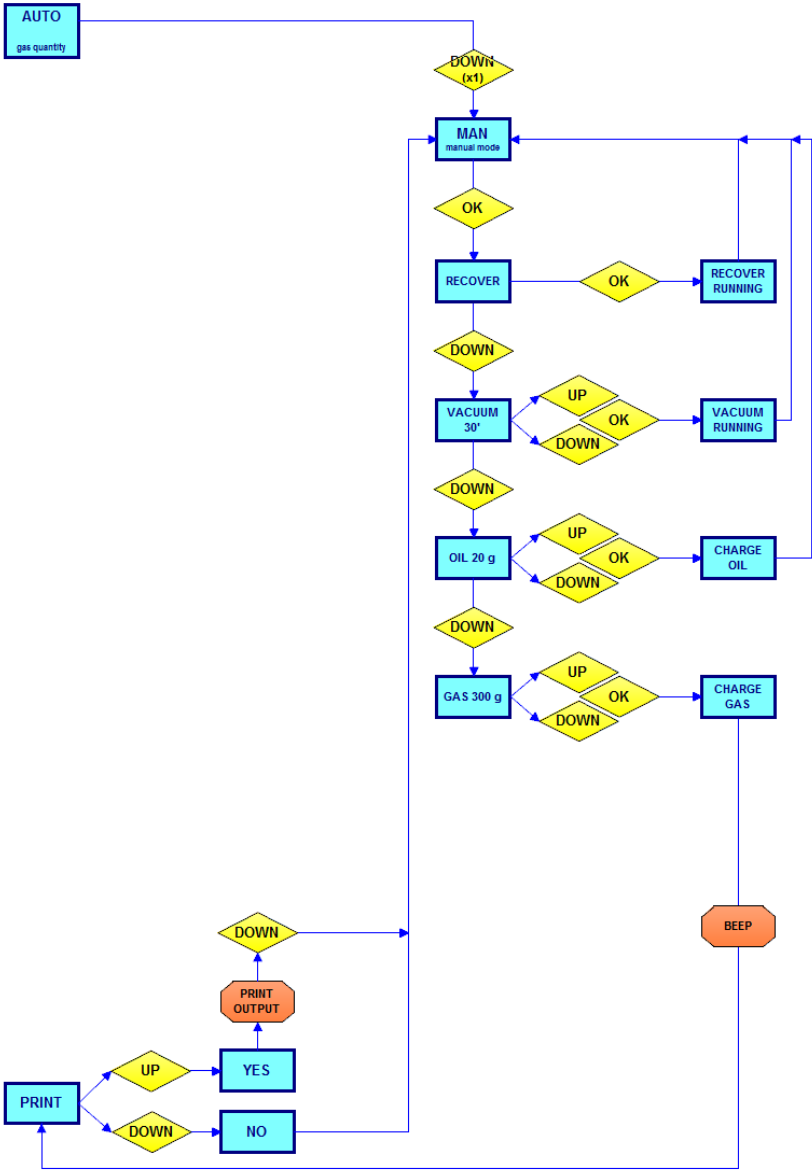 AUTO
gas quantity
DOWN
(x1)
MAN
manual mode
OK
RECOVER
OK
RECOVER
RUNNING
DOWN
VACUUM
30'
UP
OK
DOWN
VACUUM
RUNNING
DOWN
OIL 20 g
UP
OK
DOWN
CHARGE
OIL
DOWN
GAS 300 g
UP
OK
DOWN
CHARGE
GAS
BEEP
DOWN
PRINT
OUTPUT
UP
YES
PRINT
DOWN
NO